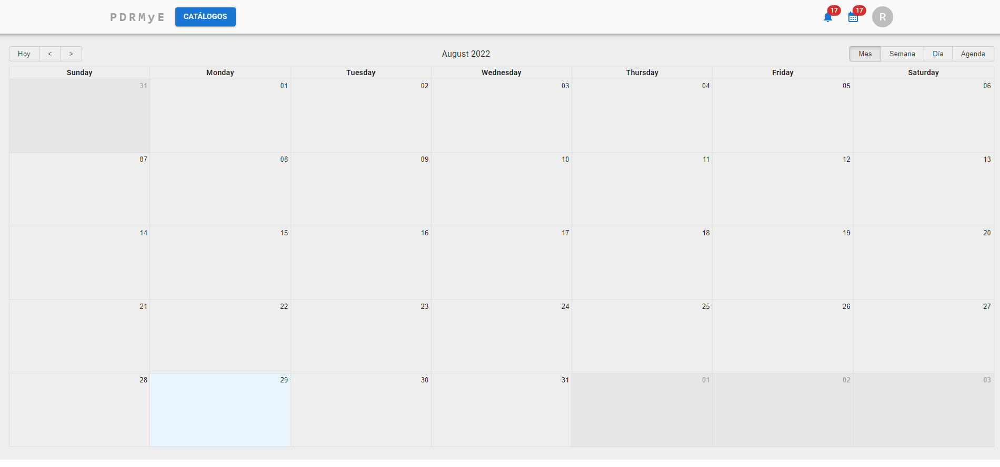 PDRMyE CATÁLOGOS 17 17 R
Hoy < > August 2022 Mes Semana Día Agenda
Sunday Monday Tuesday Wednesday Thursday Friday Saturday
31 01 02 03 04 05 06
07 08 09 10 11 12 13
14 15 16 17 18 19 20
21 22 23 24 25 26 27
28 29 30 31 01 02 03